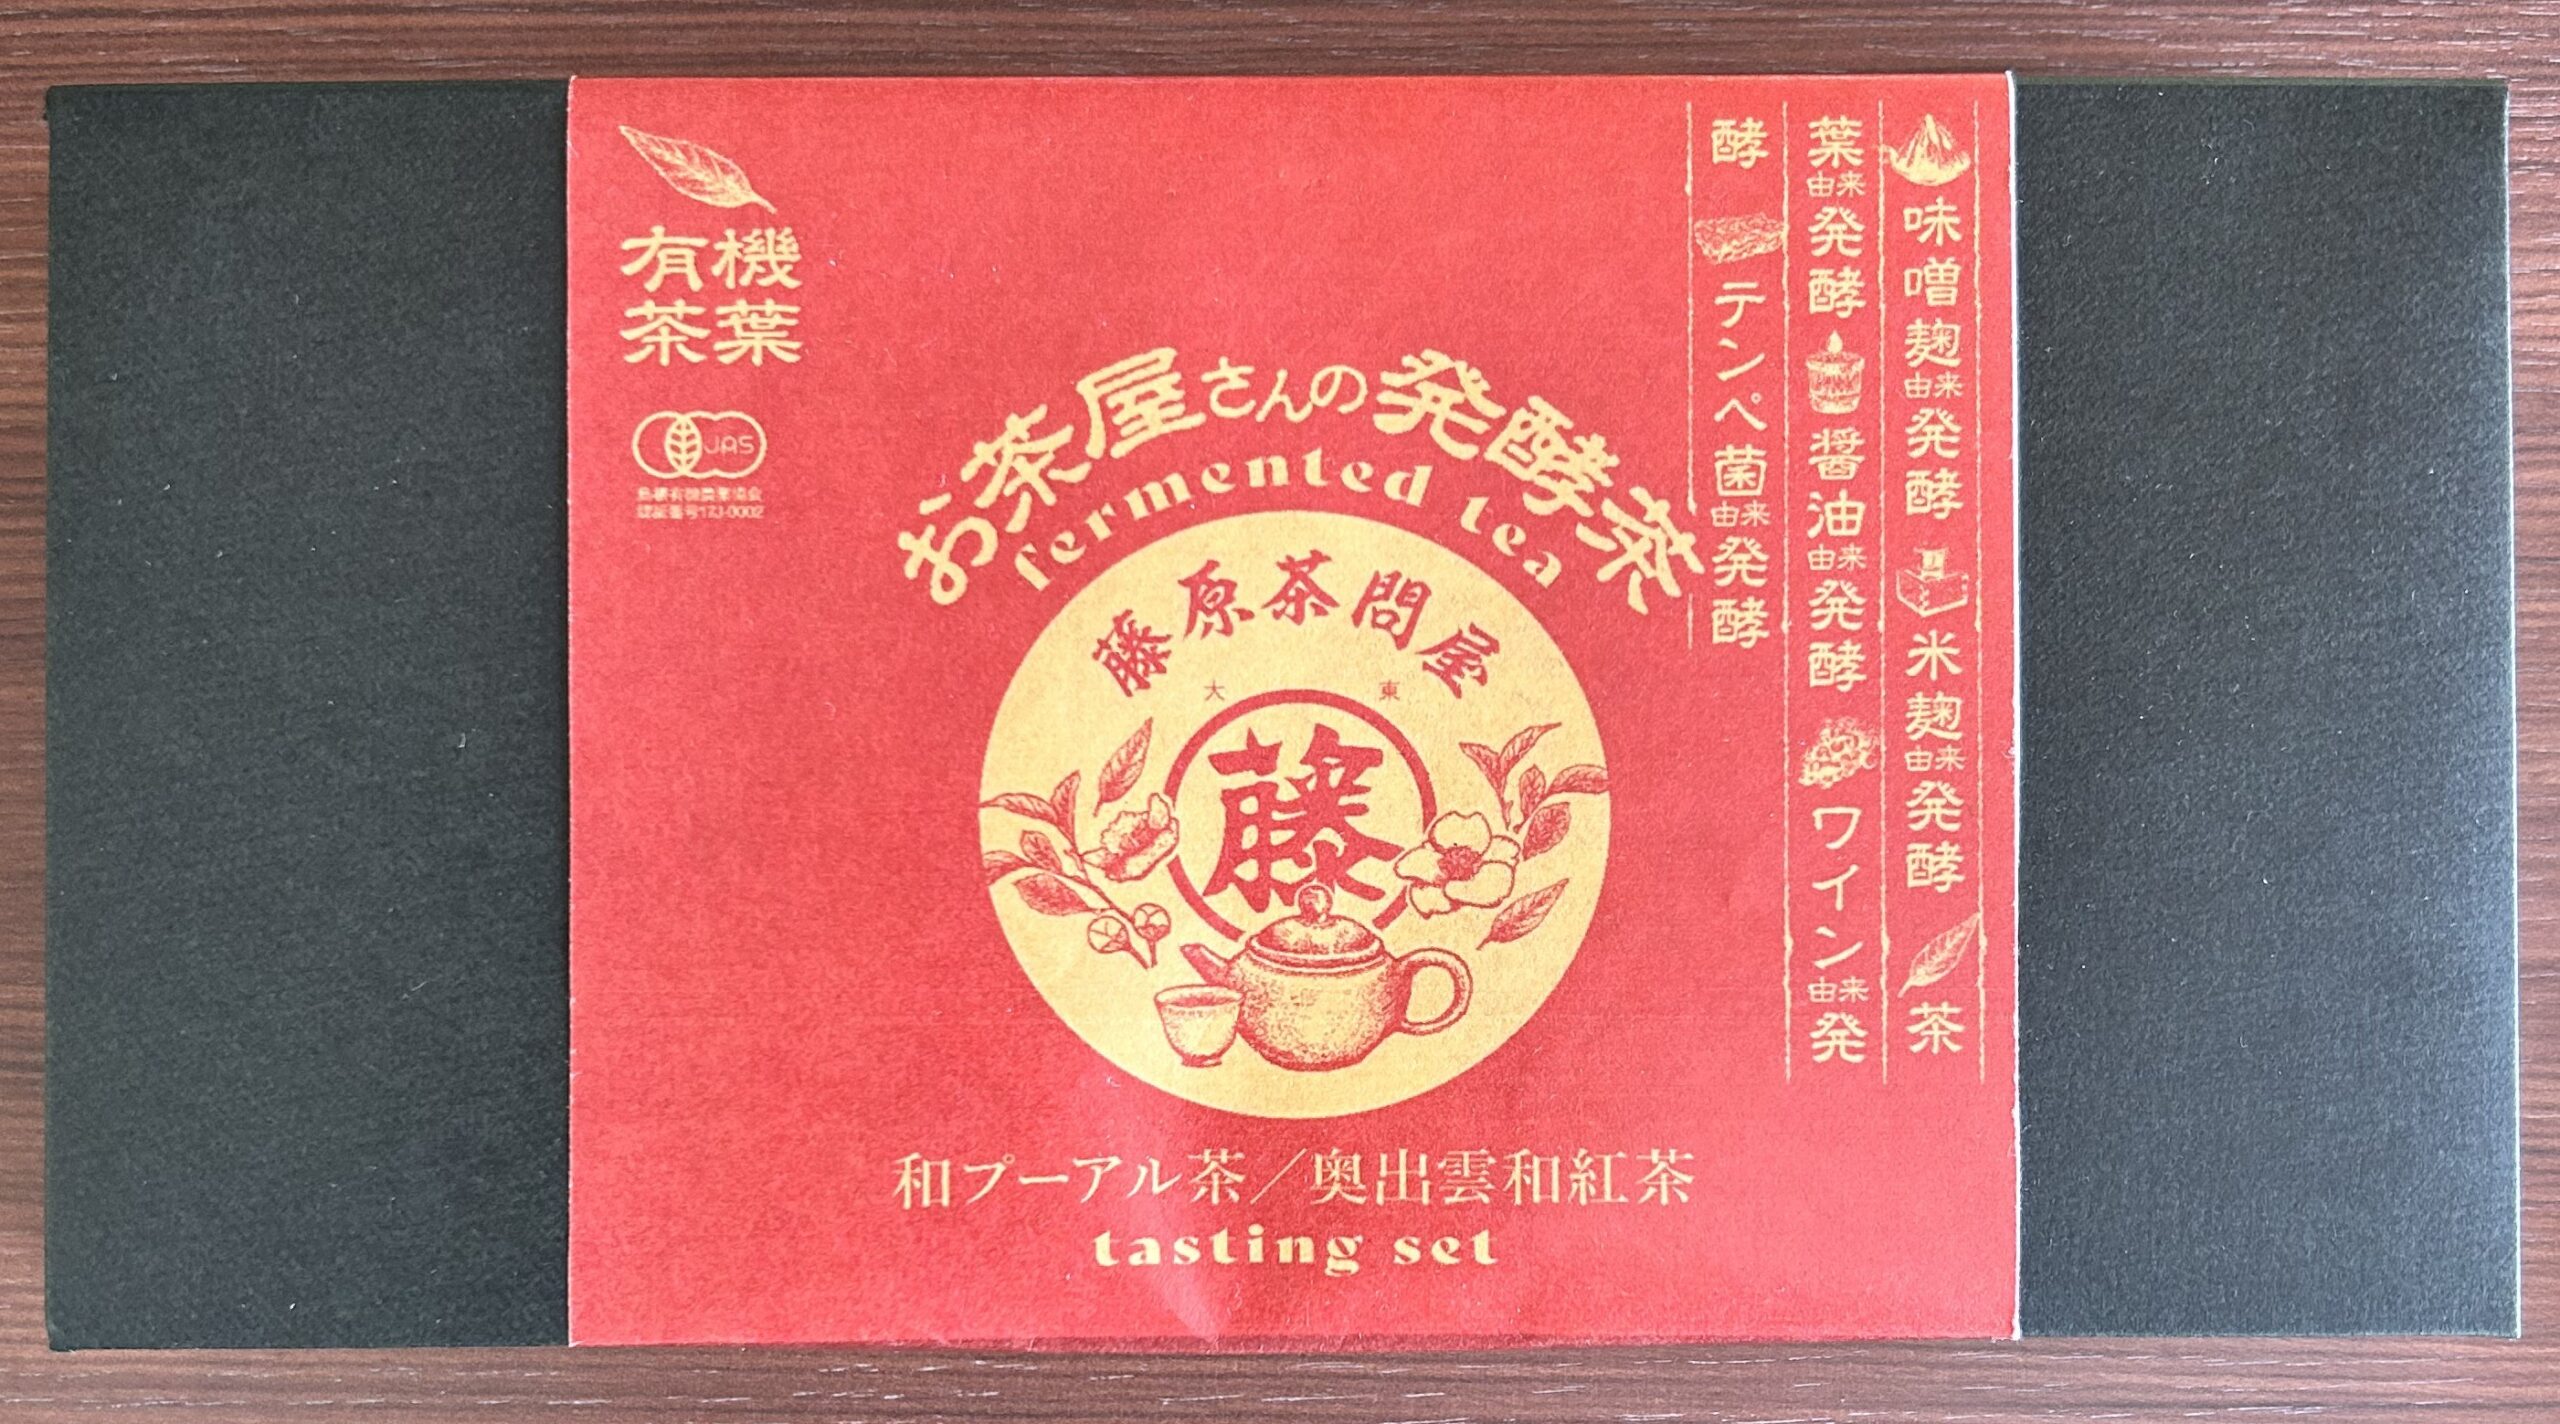 有機
茶葉
JAS
島根有機農業協会
認証番号17J-0002
お茶屋さんの発酵茶
fermented tea
藤原茶問屋
大東
藤
味噌麹由来発酵 米麹由来発酵 茶
葉由来発酵 醤油由来発酵 ワイン由来発
酵 テンペ菌由来発酵
和プーアル茶／奥出雲和紅茶
tasting set